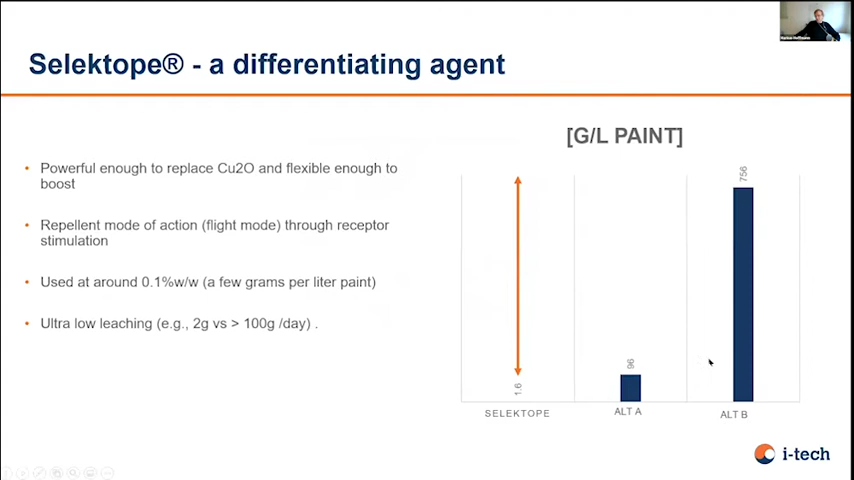 Selektope® - a differentiating agent
[G/L PAINT]
• Powerful enough to replace Cu2O and flexible enough to
boost
• Repellent mode of action (flight mode) through receptor
stimulation
• Used at around 0.1%w/w (a few grams per liter paint)
• Ultra low leaching (e.g., 2g vs > 100g /day) .
1.6
96
756
SELEKTOPE
ALT A
ALT B
i-tech